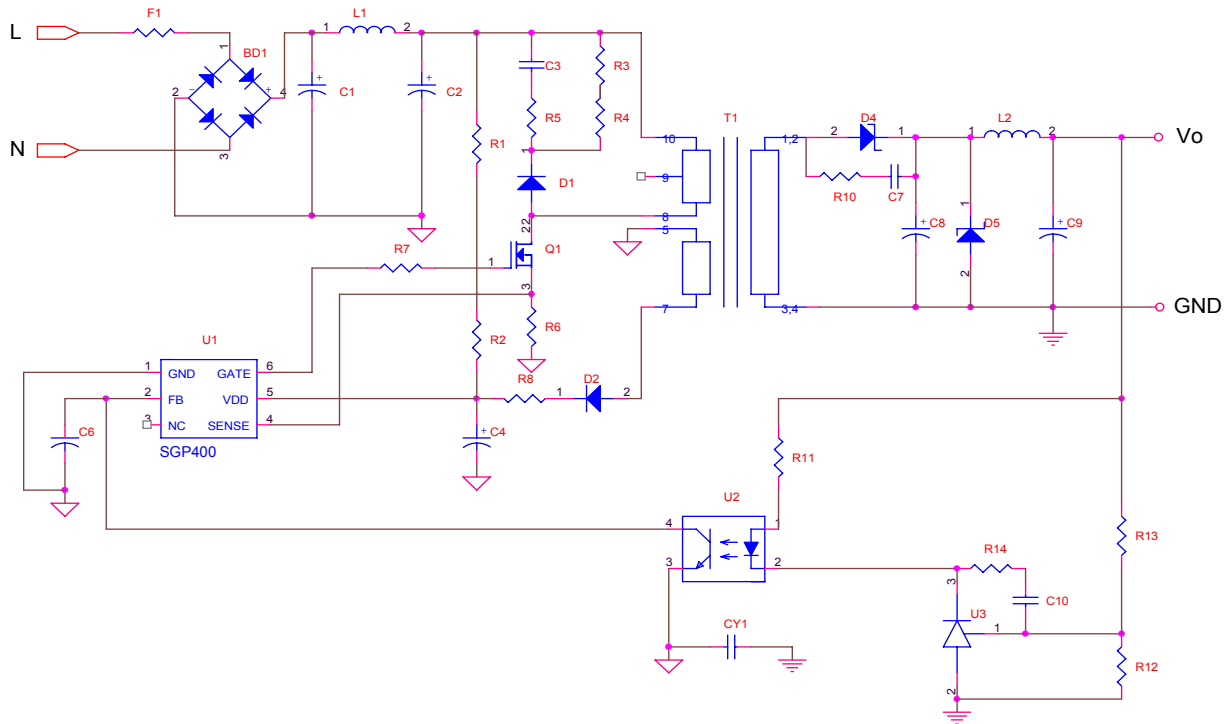 L
F1
BD1
1
2
3
4
N
1
L1
2
C1
+
C2
+
C3
R3
R5
R4
R1
1
D1
22
Q1
3
R7
1
R6
R2
10
9
8
5
7
T1
1,2
3,4
2
D4
1
R10
C7
C8
+
1
D5
2
1
L2
2
C9
+
Vo
GND
U1
1
GND
GATE
6
2
FB
VDD
5
3
NC
SENSE
4
SGP400
C6
R8
1
D2
2
C4
+
R11
U2
4
1
3
2
CY1
R14
C10
3
U3
1
2
R13
R12